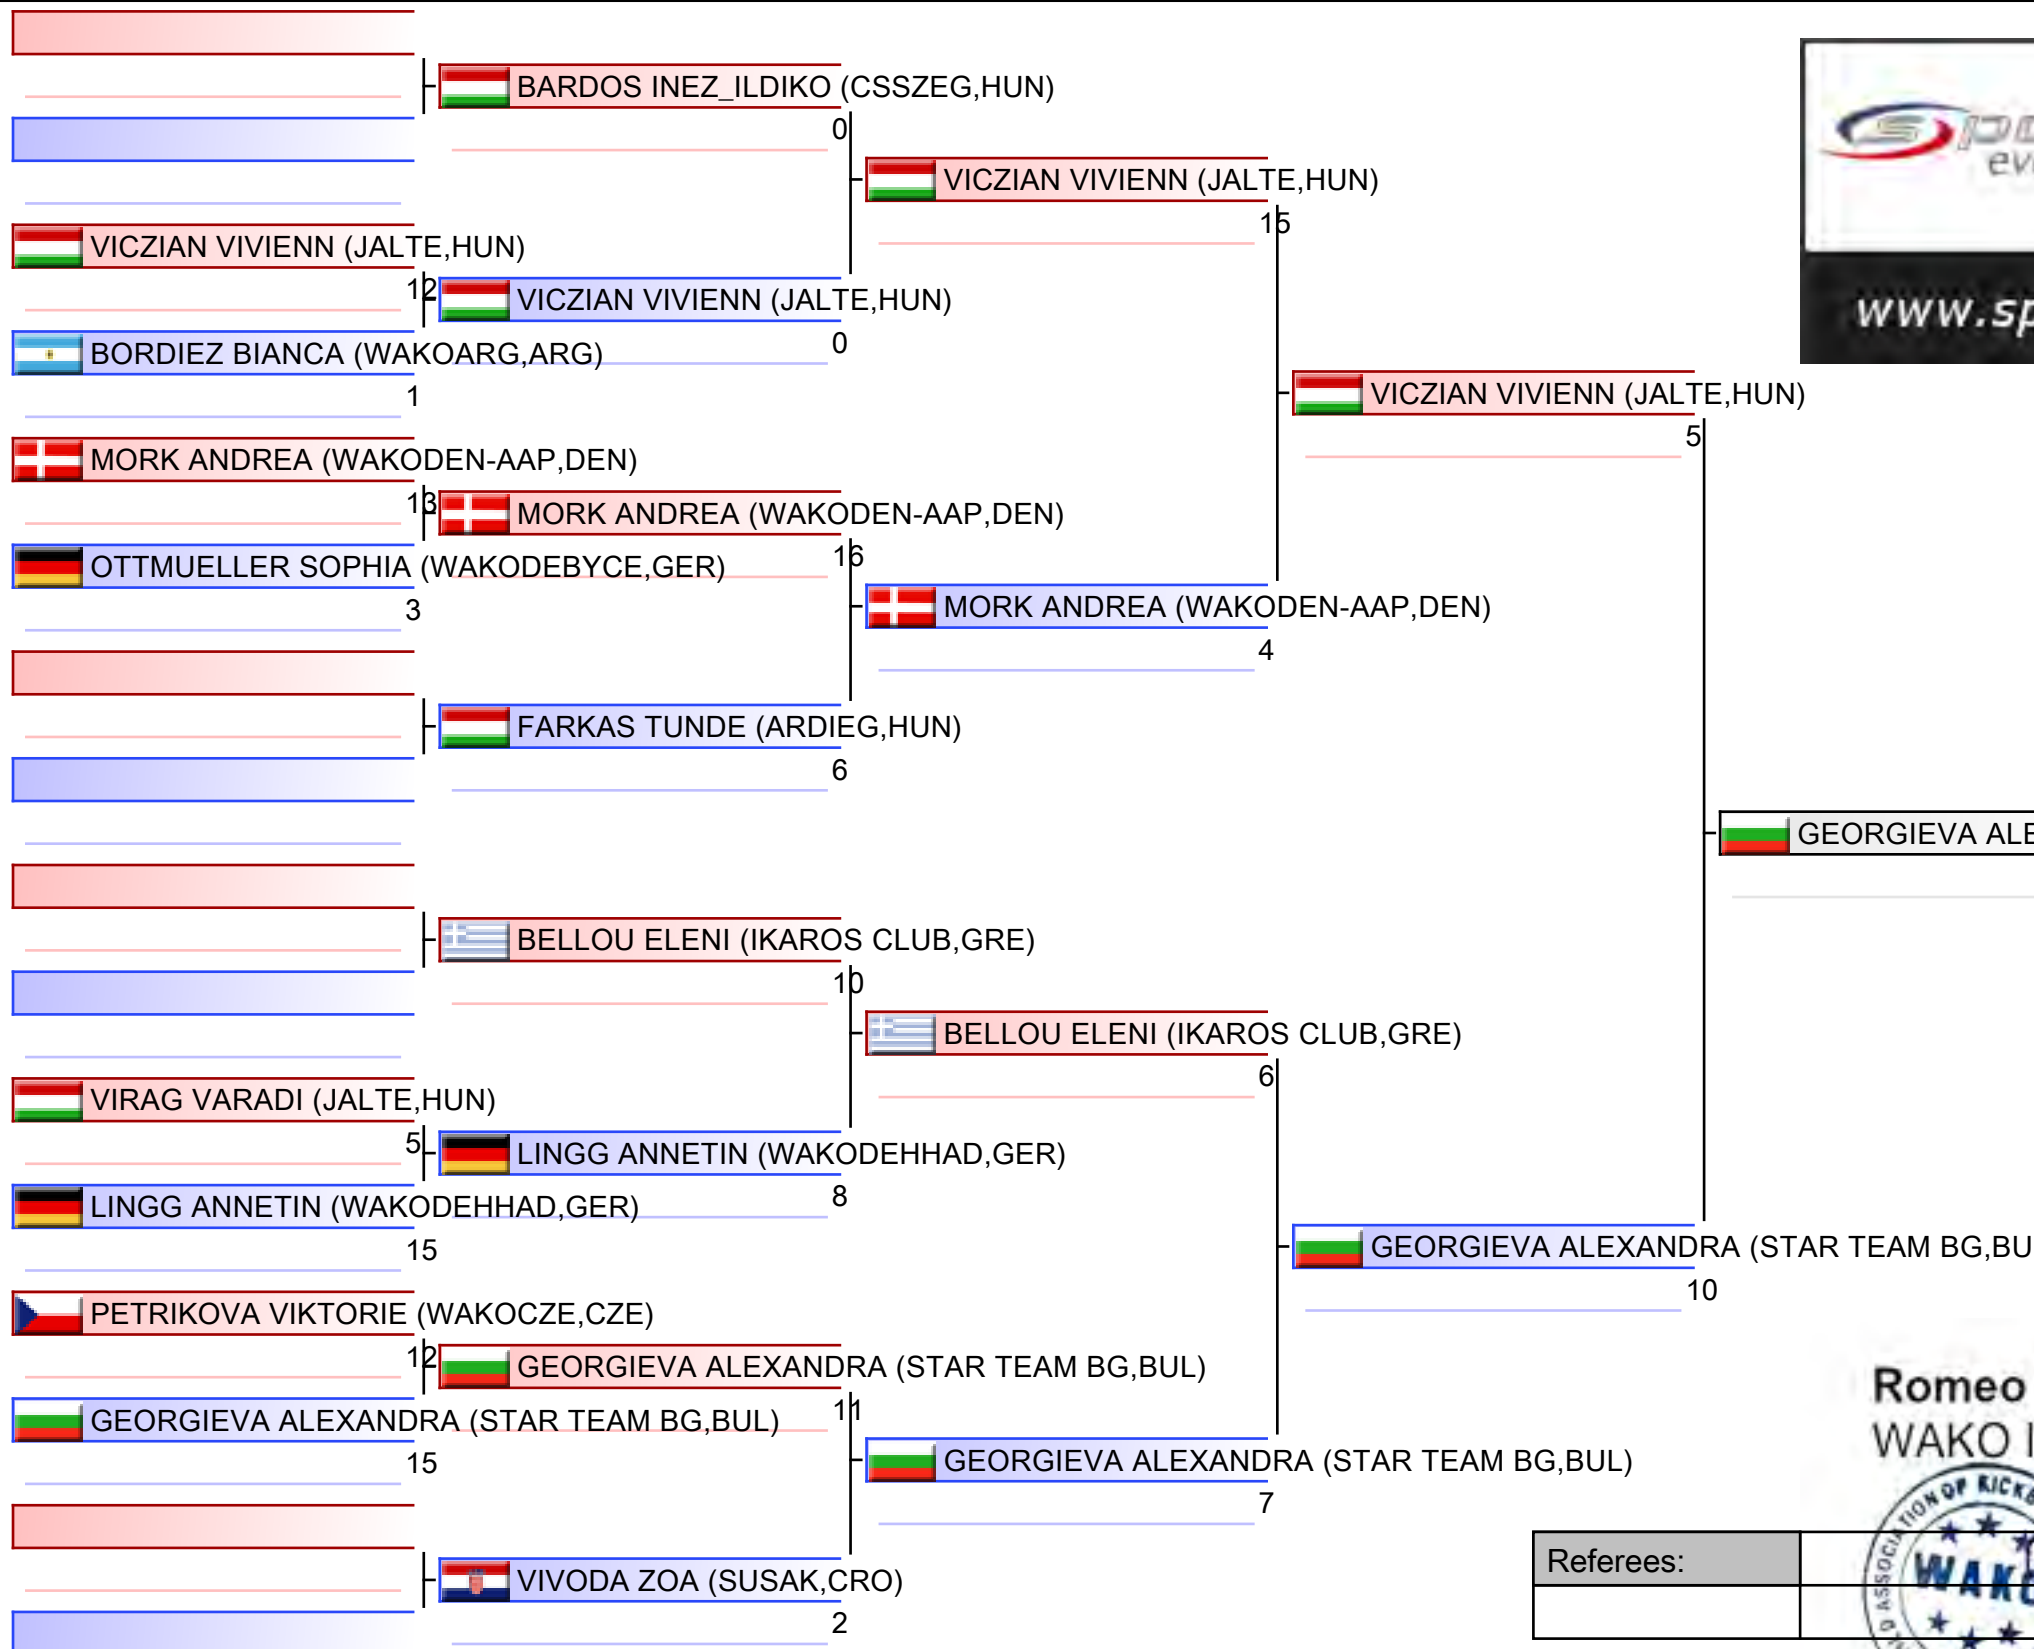 BARDOS INEZ_ILDIKO (CSSZEG,HUN)
0
VICZIAN VIVIENN (JALTE,HUN)
15
VICZIAN VIVIENN (JALTE,HUN)
12
VICZIAN VIVIENN (JALTE,HUN)
0
BORDIEZ BIANCA (WAKOARG,ARG)
1
www.sp
VICZIAN VIVIENN (JALTE,HUN)
5
MORK ANDREA (WAKODEN-AAP,DEN)
13
MORK ANDREA (WAKODEN-AAP,DEN)
16
OTTMUELLER SOPHIA (WAKODEBYCE,GER)
3
MORK ANDREA (WAKODEN-AAP,DEN)
4
FARKAS TUNDE (ARDIEG,HUN)
6
GEORGIEVA ALE
BELLOU ELENI (IKAROS CLUB,GRE)
10
BELLOU ELENI (IKAROS CLUB,GRE)
6
VIRAG VARADI (JALTE,HUN)
5
LINGG ANNETIN (WAKODEHHAD,GER)
8
LINGG ANNETIN (WAKODEHHAD,GER)
15
GEORGIEVA ALEXANDRA (STAR TEAM BG,BU
10
PETRIKOVA VIKTORIE (WAKOCZE,CZE)
12
GEORGIEVA ALEXANDRA (STAR TEAM BG,BUL)
11
GEORGIEVA ALEXANDRA (STAR TEAM BG,BUL)
15
GEORGIEVA ALEXANDRA (STAR TEAM BG,BUL)
7
VIVODA ZOA (SUSAK,CRO)
2
Romeo
WAKO
Referees: